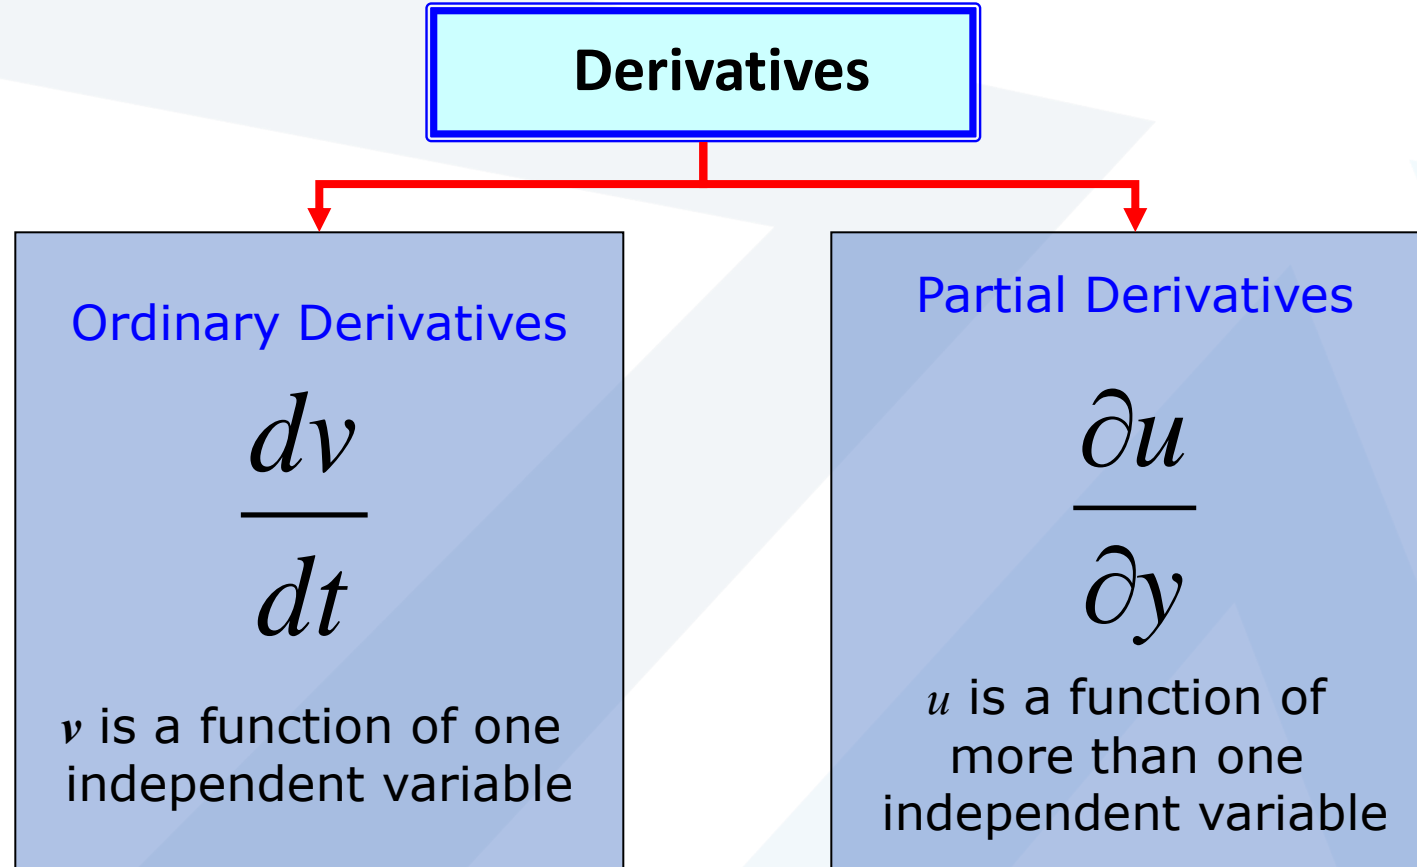 Derivatives
Ordinary Derivatives
dv
dt
v is a function of one
independent variable
Partial Derivatives
∂u
∂y
u is a function of
more than one
independent variable